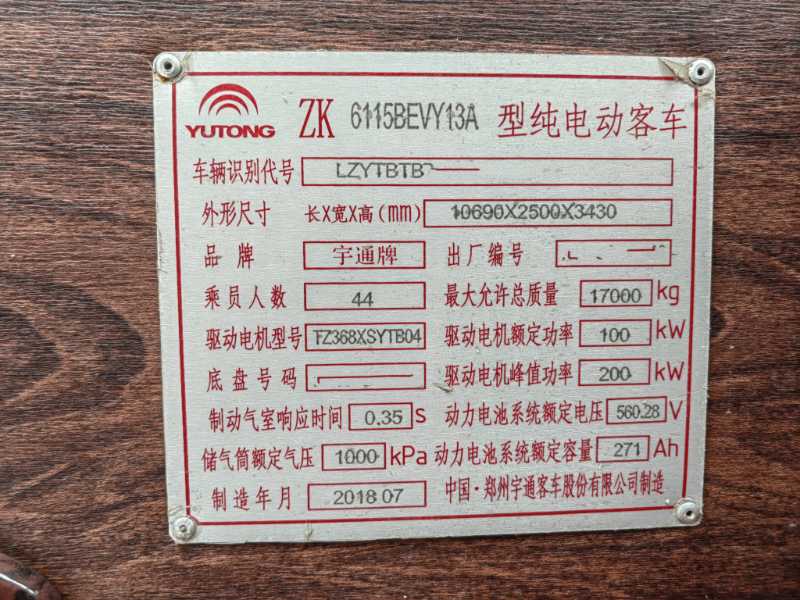 YUTONG ZK 6115BEVY13A 型纯电动客车
车辆识别代号 LZYTBTB
外形尺寸 长X宽X高(mm) 10690X2500X3430
品牌 宇通牌 出厂编号
乘员人数 44 最大允许总质量 17000 kg
驱动电机型号 TZ368XSYTB04 驱动电机额定功率 100 kW
底盘号码 驱动电机峰值功率 200 kW
制动气室响应时间 0.35 S 动力电池系统额定电压 560.28 V
储气筒额定气压 1000 kPa 动力电池系统额定容量 271 Ah
制造年月 2018 07 中国·郑州宇通客车股份有限公司制造